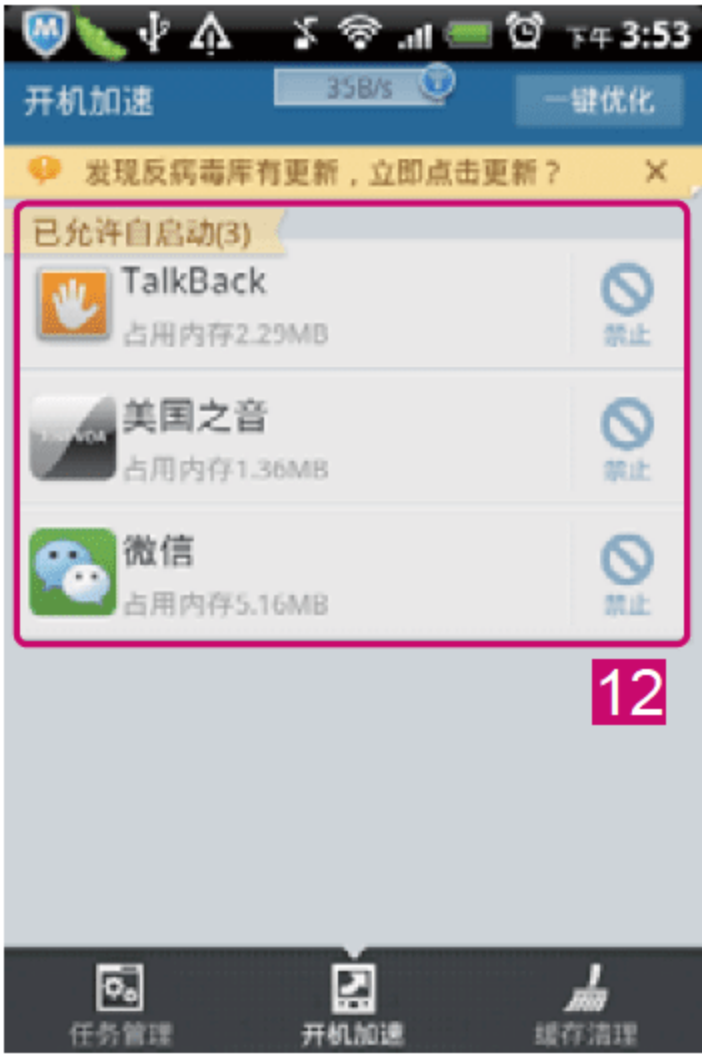 下午 3:53
开机加速
35B/s
一键优化
发现反病毒库有更新，立即点击更新？
已允许自启动(3)
TalkBack
占用内存2.29MB
禁止
美国之音
占用内存1.36MB
禁止
微信
占用内存5.16MB
禁止
12
任务管理
开机加速
缓存清理